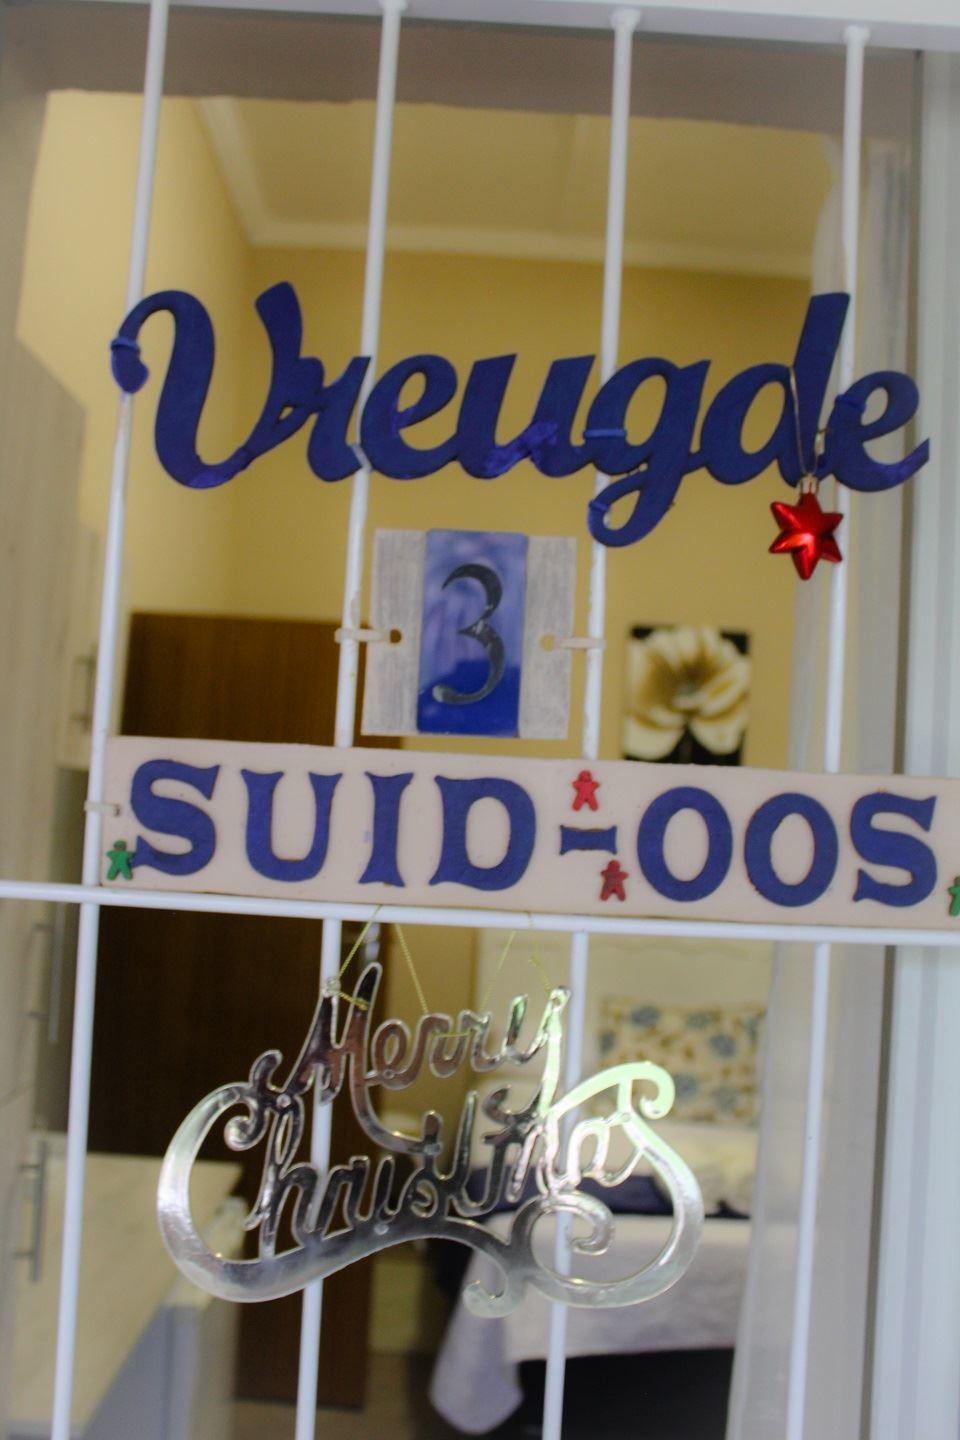 Vreugde
3
SUID-OOS
Merry
Christmas